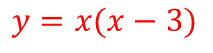 y = x(x − 3)